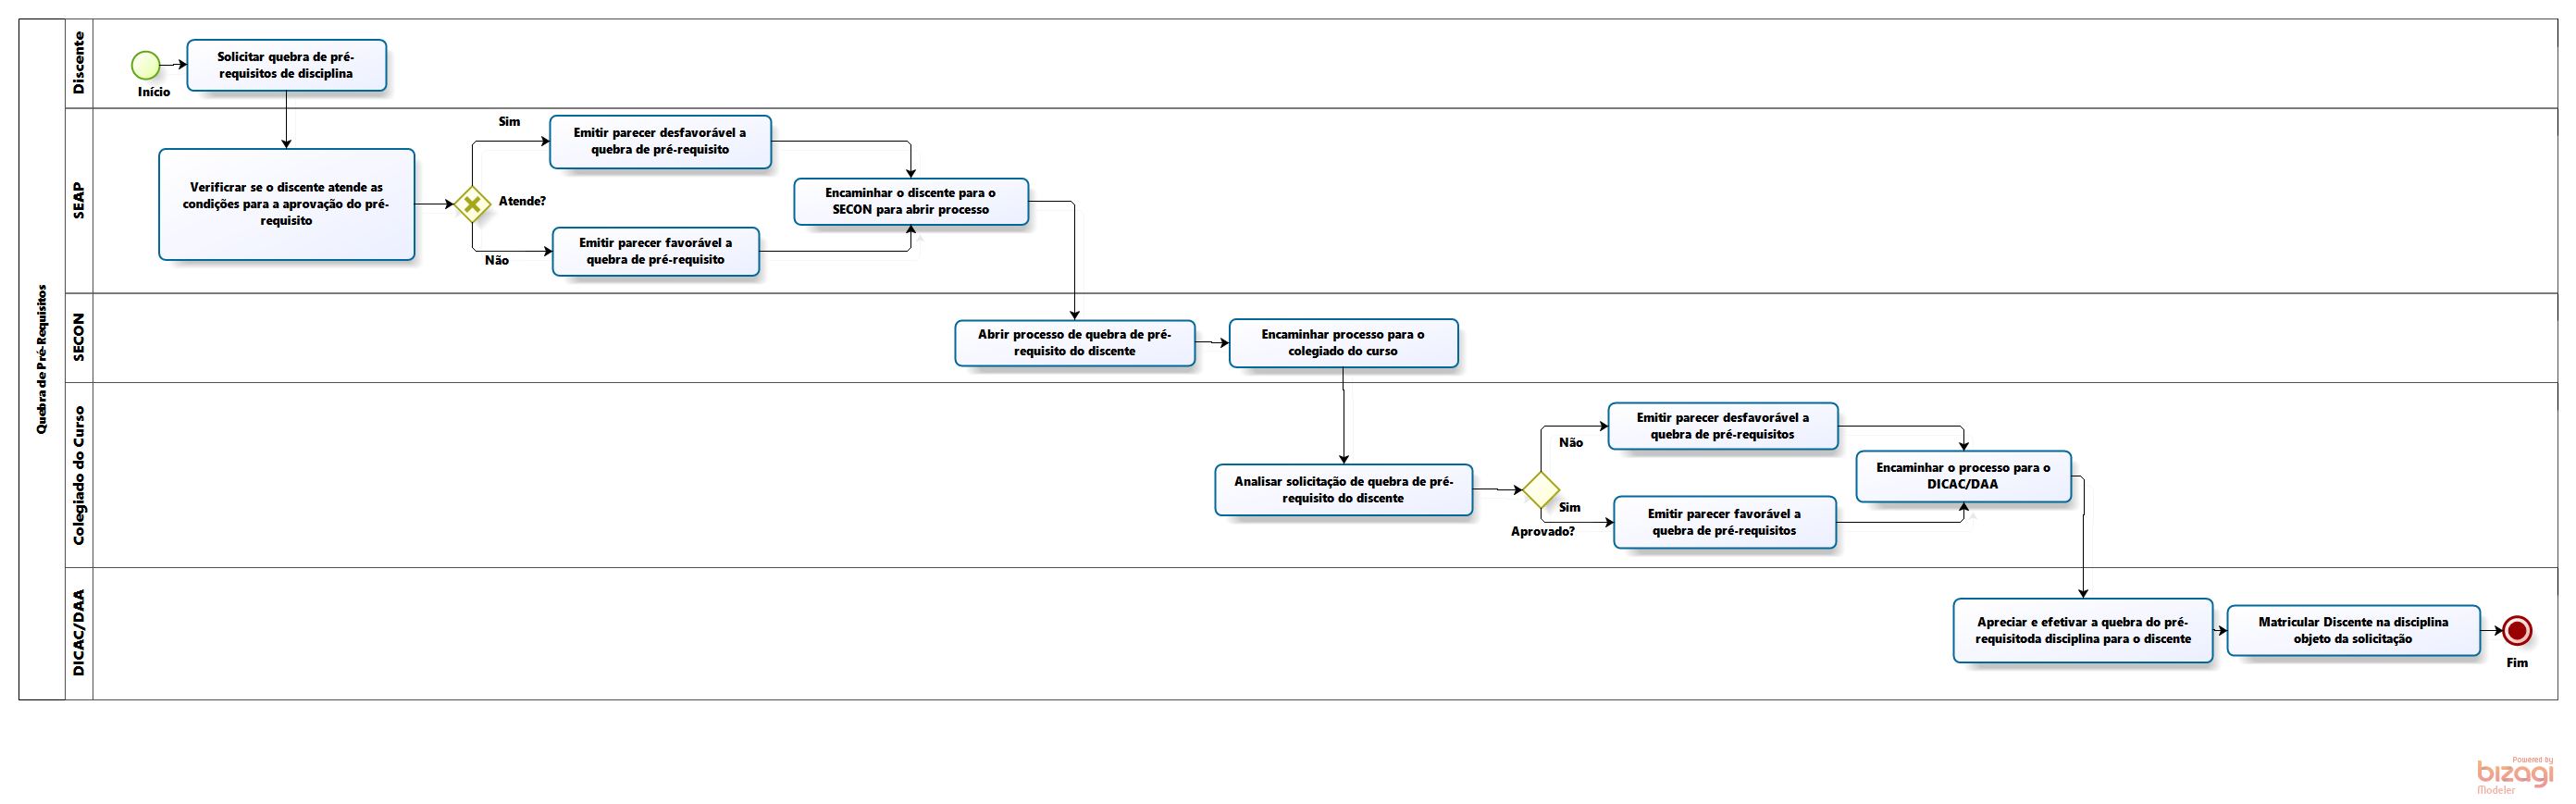 Quebra de Pré-Requisitos
Discente
Início
Solicitar quebra de pré-
requisitos de disciplina
SEAP
Verificrar se o discente atende as
condições para a aprovação do pré-
requisito
Atende?
Sim
Emitir parecer desfavorável a
quebra de pré-requisito
Não
Emitir parecer favorável a
quebra de pré-requisito
Encaminhar o discente para o
SECON para abrir processo
SECON
Abrir processo de quebra de pré-
requisito do discente
Encaminhar processo para o
colegiado do curso
Colegiado do Curso
Analisar solicitação de quebra de pré-
requisito do discente
Aprovado?
Não
Emitir parecer desfavorável a
quebra de pré-requisitos
Sim
Emitir parecer favorável a
quebra de pré-requisitos
Encaminhar o processo para o
DICAC/DAA
DICAC/DAA
Apreciar e efetivar a quebra do pré-
requisitoda disciplina para o discente
Matricular Discente na disciplina
objeto da solicitação
Fim
Powered by
bizagi
Modeler